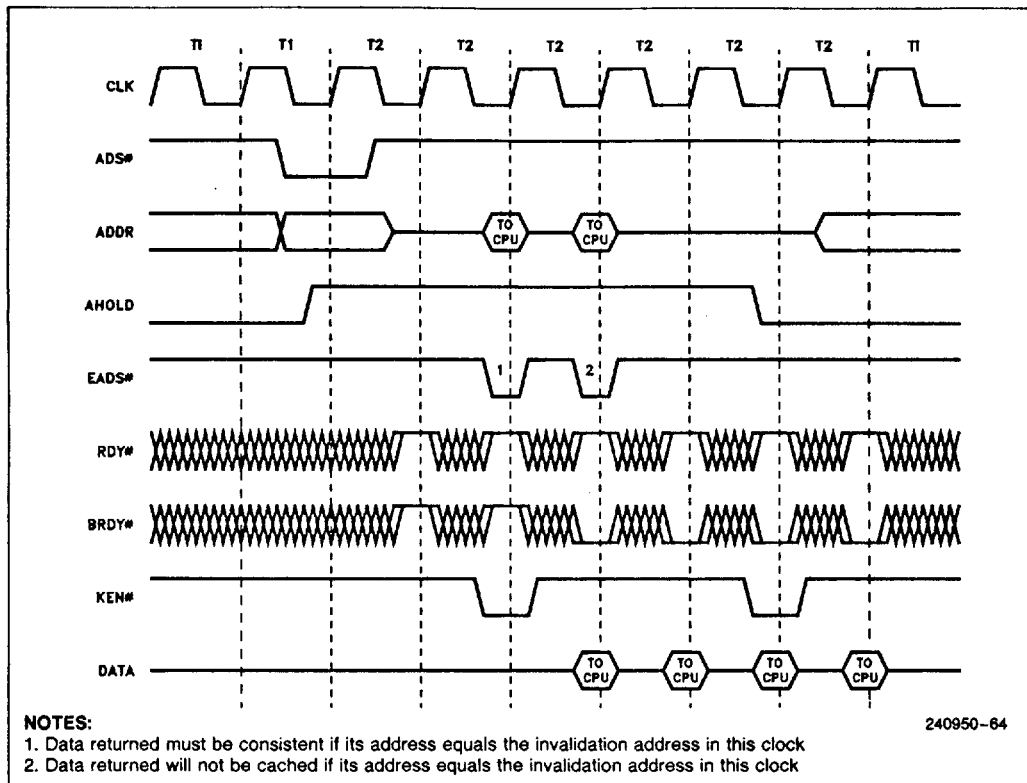 Ti T1 T2 T2 T2 T2 T2 T2 Ti
CLK
ADS#
ADDR TO CPU TO CPU
AHOLD
EADS# 1 2
RDY#
BRDY#
KEN#
DATA TO CPU TO CPU TO CPU TO CPU
NOTES:
240950-64
1. Data returned must be consistent if its address equals the invalidation address in this clock
2. Data returned will not be cached if its address equals the invalidation address in this clock